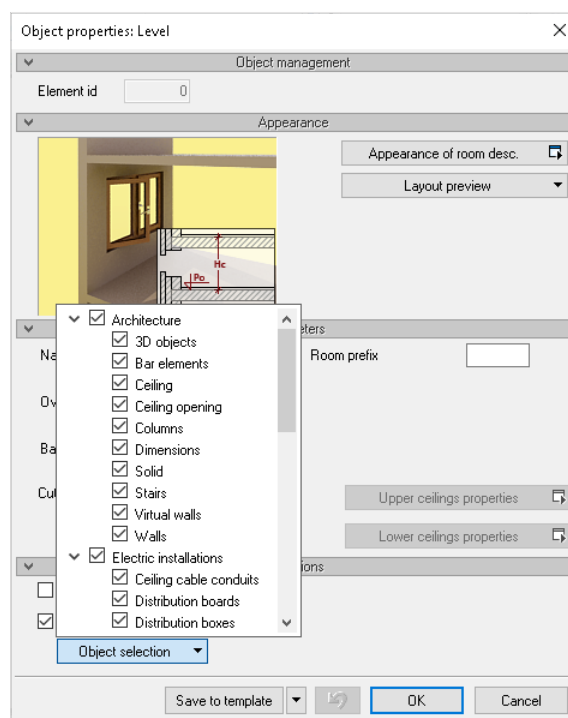 Object properties: Level
Object management
Element id 0
Appearance
Appearance of room desc.
Layout preview
Hc
Po
Architecture
3D objects
Room prefix
Bar elements
Ceiling
Ceiling opening
Columns
Dimensions
Solid
Stairs
Upper ceilings properties
Virtual walls
Walls
Lower ceilings properties
Electric installations
Ceiling cable conduits
Distribution boards
Distribution boxes
Object selection
Save to template
OK
Cancel